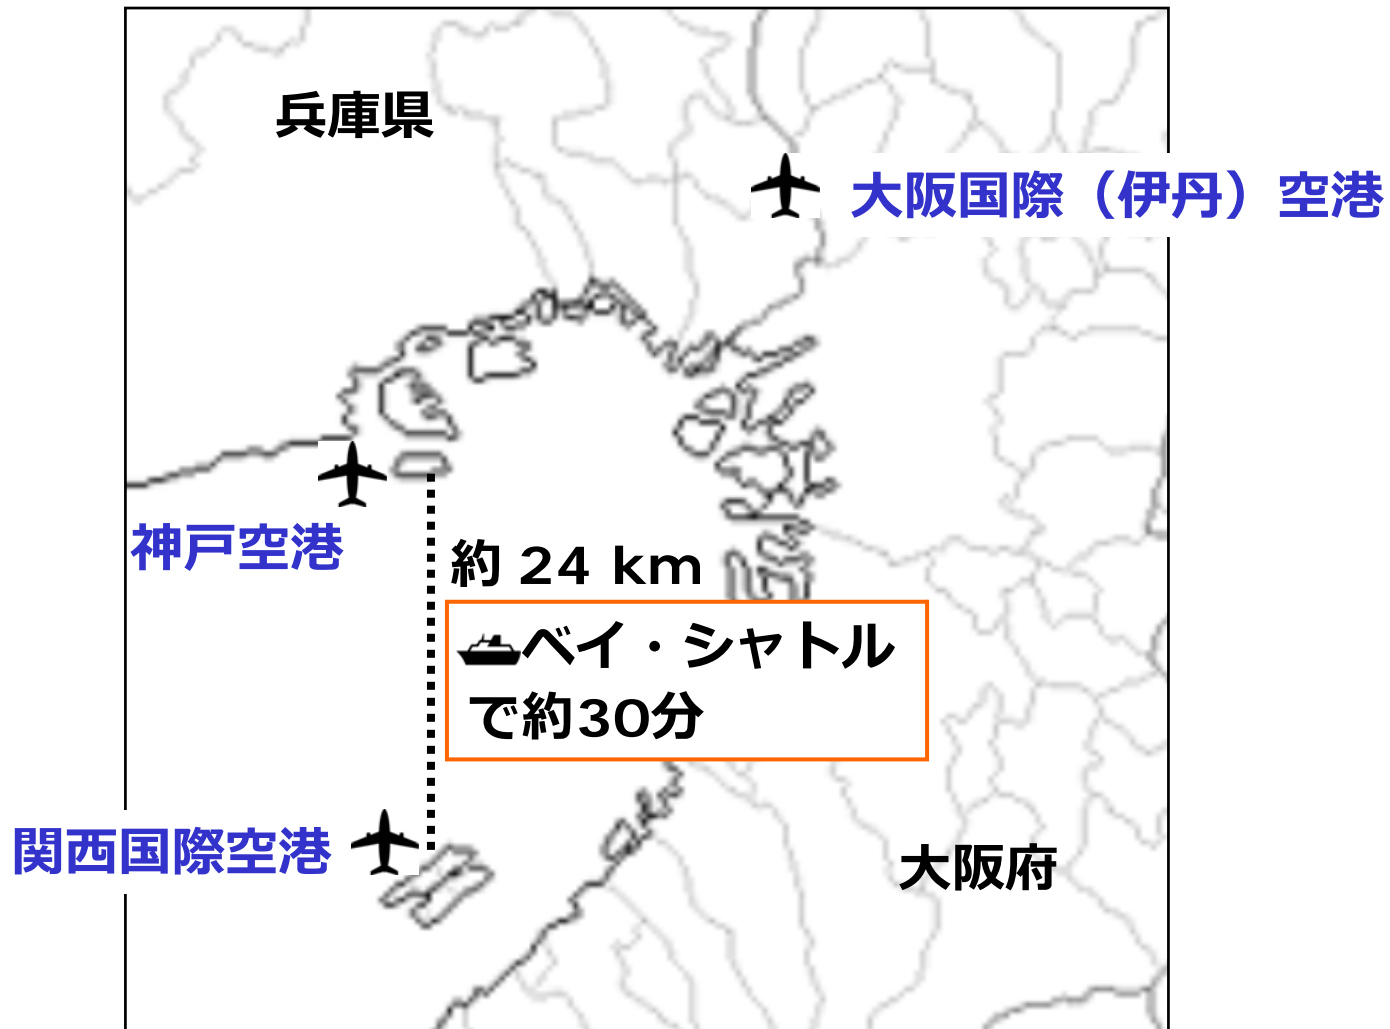 兵庫県
大阪国際（伊丹）空港
神戸空港
約 24 km
ベイ・シャトル
で約30分
関西国際空港
大阪府